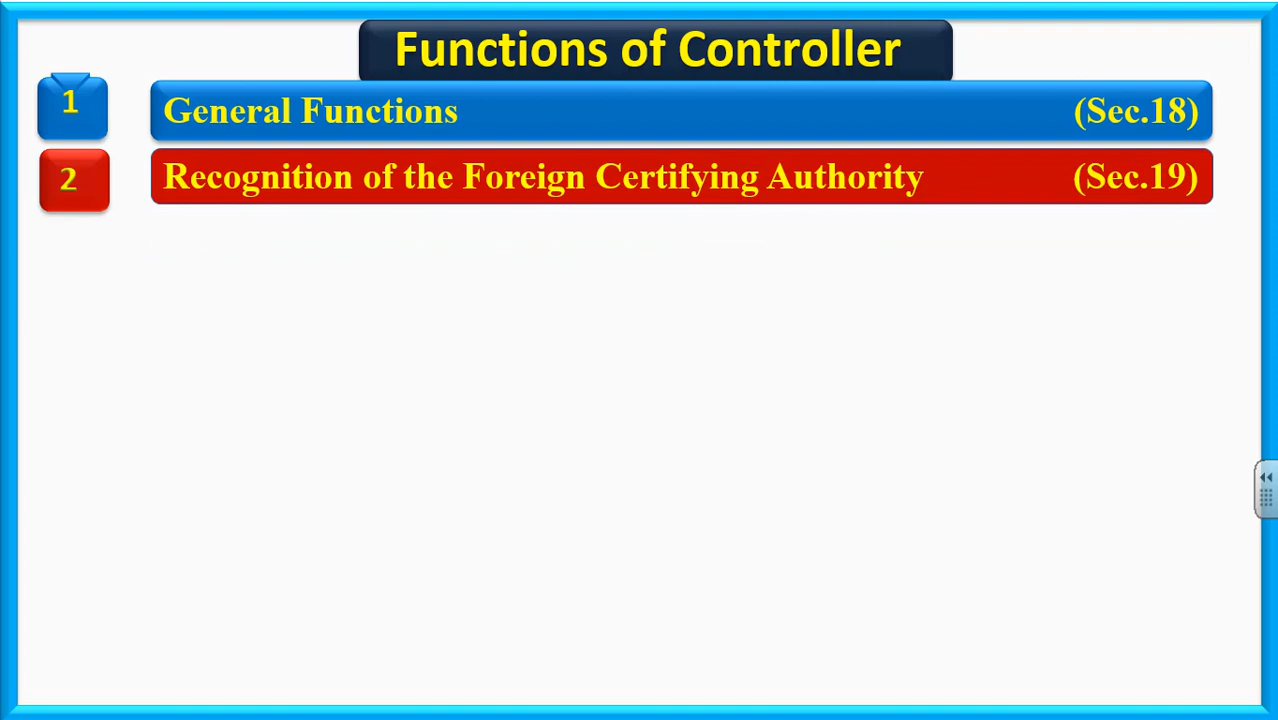 Functions of Controller
1 General Functions (Sec.18)
2 Recognition of the Foreign Certifying Authority (Sec.19)